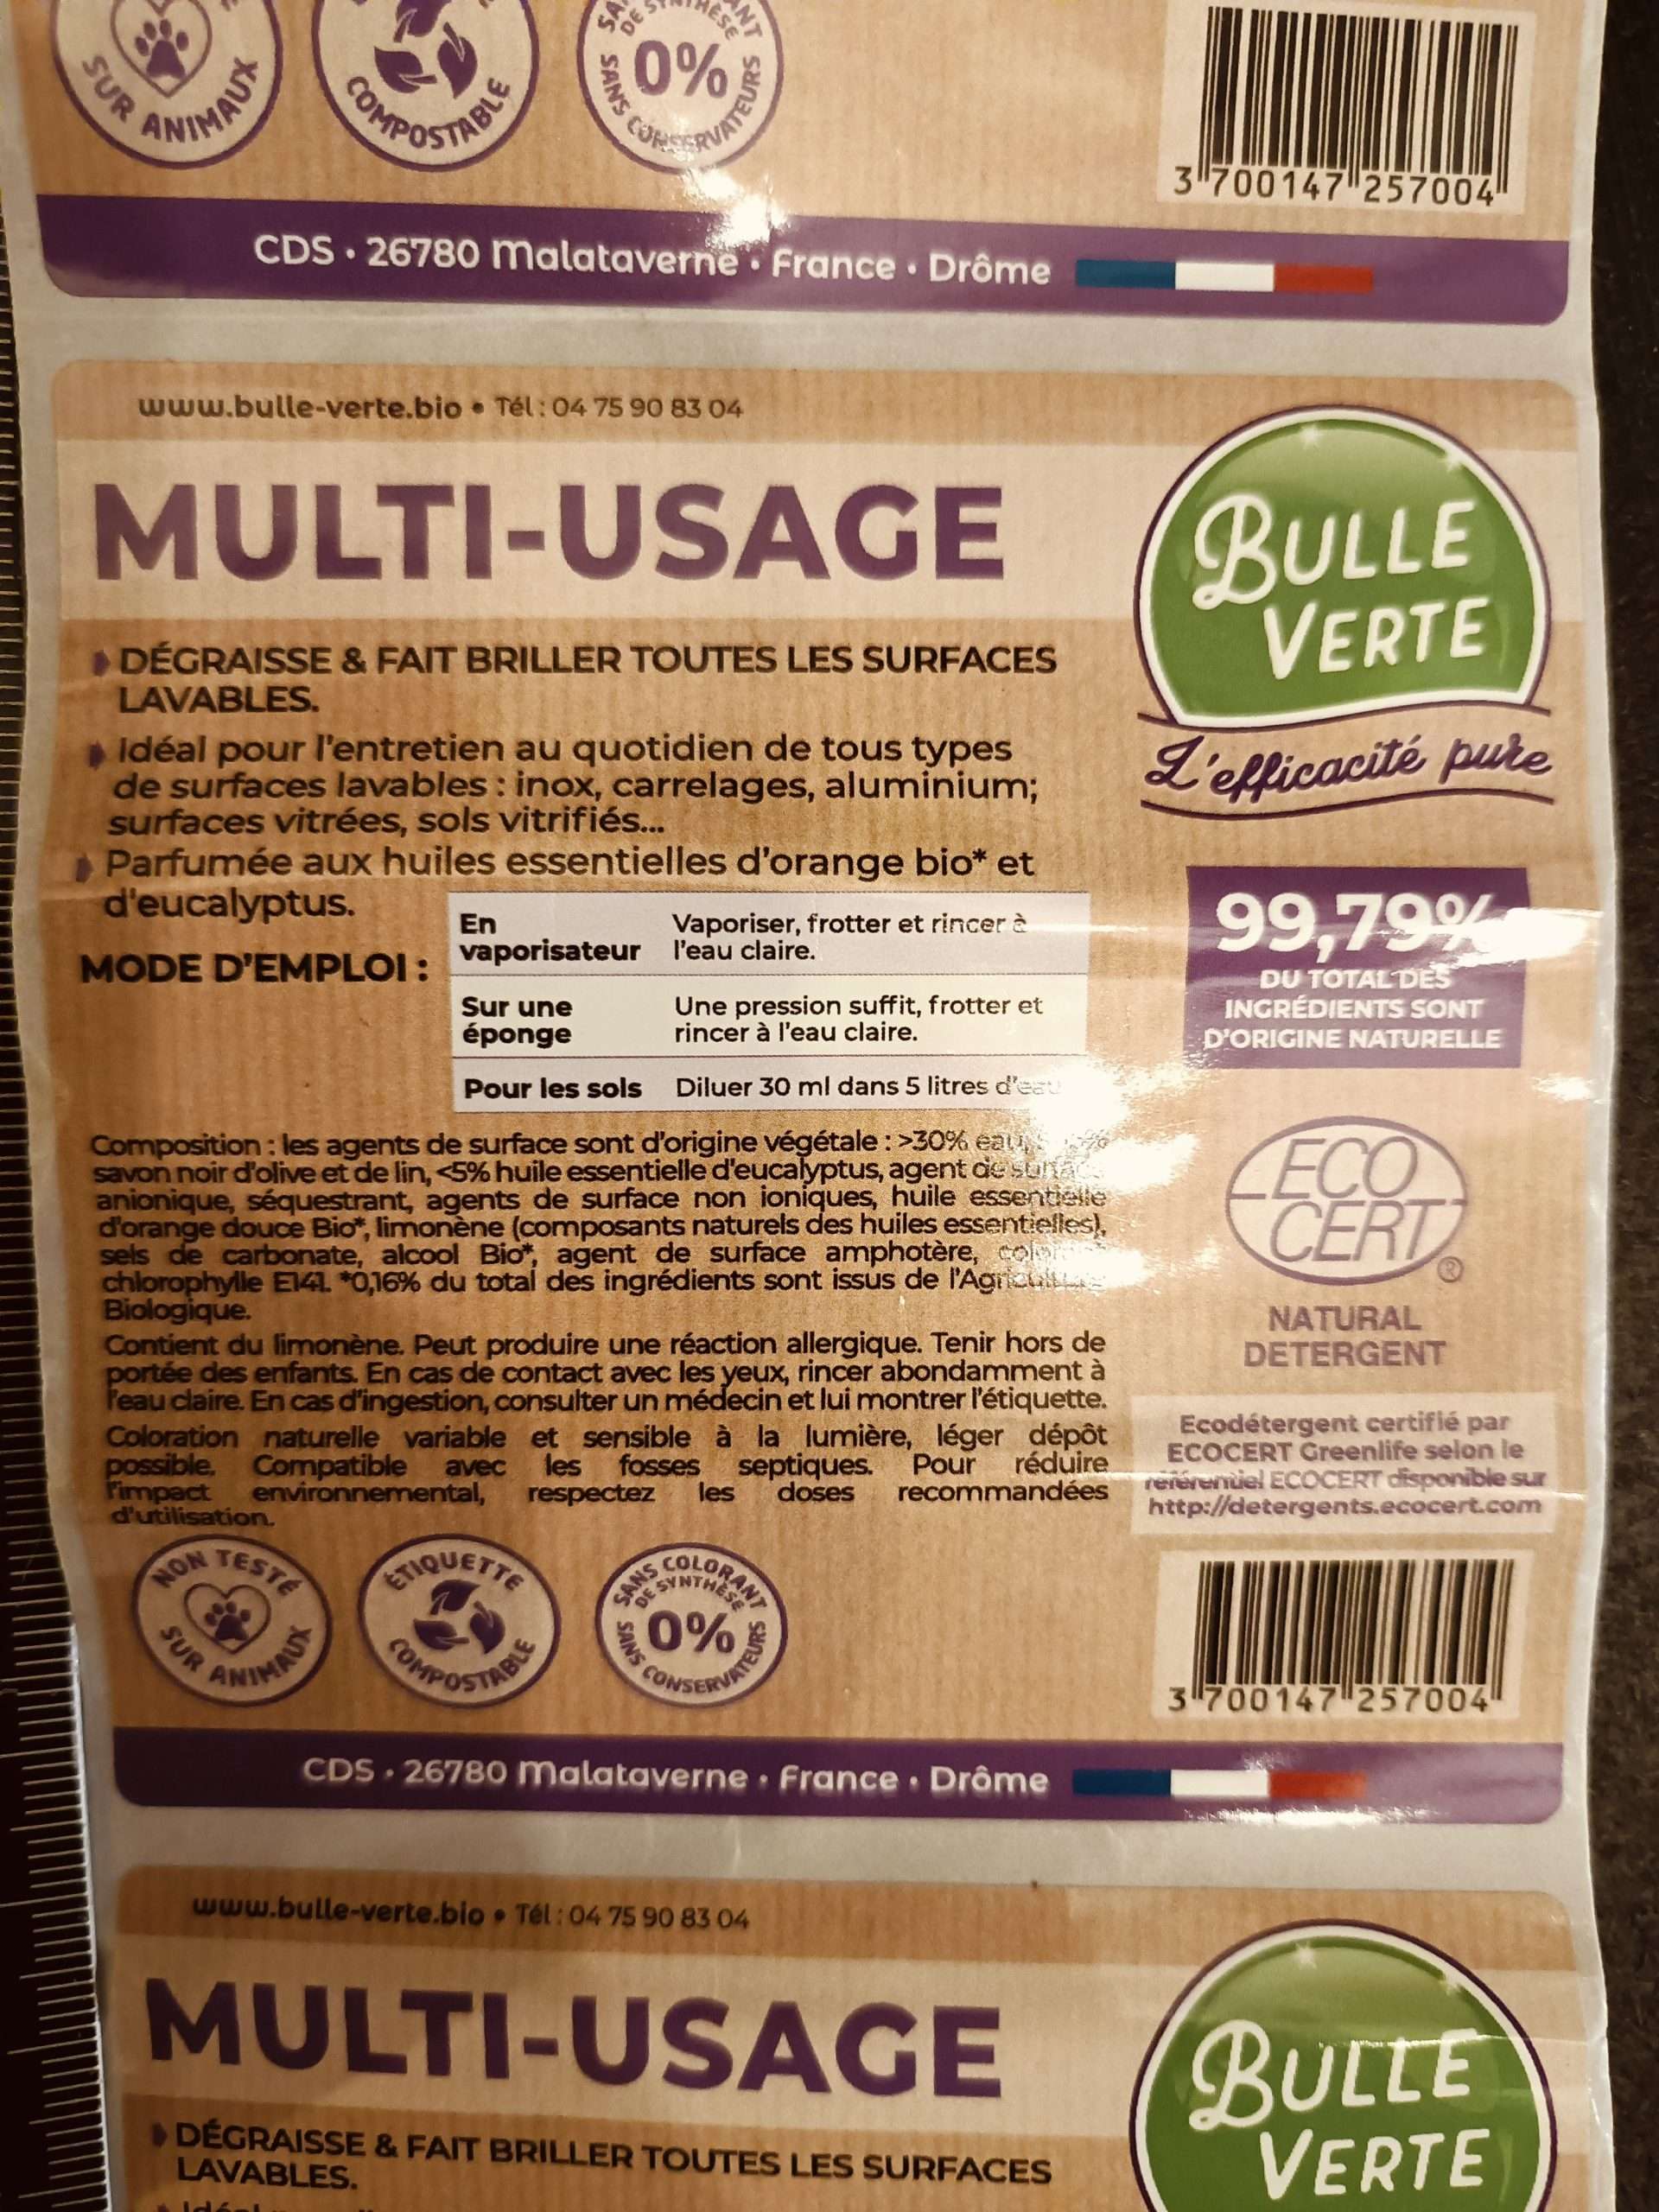 SUR ANIMAUX
COMPOSTABLE
DE SYNTHÈSE
0%
SANS CONSERVATEURS
3 700147 257004
CDS • 26780 Malataverne • France • Drôme
www.bulle-verte.bio • Tél : 04 75 90 83 04
MULTI-USAGE
BULLE
VERTE
L'efficacité pure
DÉGRAISSE & FAIT BRILLER TOUTES LES SURFACES
LAVABLES.
Idéal pour l'entretien au quotidien de tous types
de surfaces lavables : inox, carrelages, aluminium;
surfaces vitrées, sols vitrifiés...
Parfumée aux huiles essentielles d'orange bio* et
d'eucalyptus.
MODE D'EMPLOI :
En vaporisateur Vaporiser, frotter et rincer à
l'eau claire.
Sur une éponge Une pression suffit, frotter et
rincer à l'eau claire.
Pour les sols Diluer 30 ml dans 5 litres d'eau
99,79%
DU TOTAL DES
INGRÉDIENTS SONT
D'ORIGINE NATURELLE
Composition : les agents de surface sont d'origine végétale : >30% eau,
savon noir d'olive et de lin, <5% huile essentielle d'eucalyptus, agent de surface
anionique, séquestrant, agents de surface non ioniques, huile essentielle
d'orange douce Bio*, limonène (composants naturels des huiles essentielles),
sels de carbonate, alcool Bio*, agent de surface amphotère,
chlorophylle E141. *0,16% du total des ingrédients sont issus de l'Agriculture
Biologique.
Contient du limonène. Peut produire une réaction allergique. Tenir hors de
portée des enfants. En cas de contact avec les yeux, rincer abondamment à
l'eau claire. En cas d'ingestion, consulter un médecin et lui montrer l'étiquette.
Coloration naturelle variable et sensible à la lumière, léger dépôt
possible. Compatible avec les fosses septiques. Pour réduire
l'impact environnemental, respectez les doses recommandées
d'utilisation.
ECO
CERT
®
NATURAL
DETERGENT
Ecodétergent certifié par
ECOCERT Greenlife selon le
référentiel ECOCERT disponible sur
http://detergents.ecocert.com
NON TESTÉ
SUR ANIMAUX
ÉTIQUETTE
COMPOSTABLE
SANS COLORANT
DE SYNTHÈSE
0%
SANS CONSERVATEURS
3 700147 257004
CDS • 26780 Malataverne • France • Drôme
www.bulle-verte.bio • Tél : 04 75 90 83 04
MULTI-USAGE
BULLE
VERTE
DÉGRAISSE & FAIT BRILLER TOUTES LES SURFACES
LAVABLES.